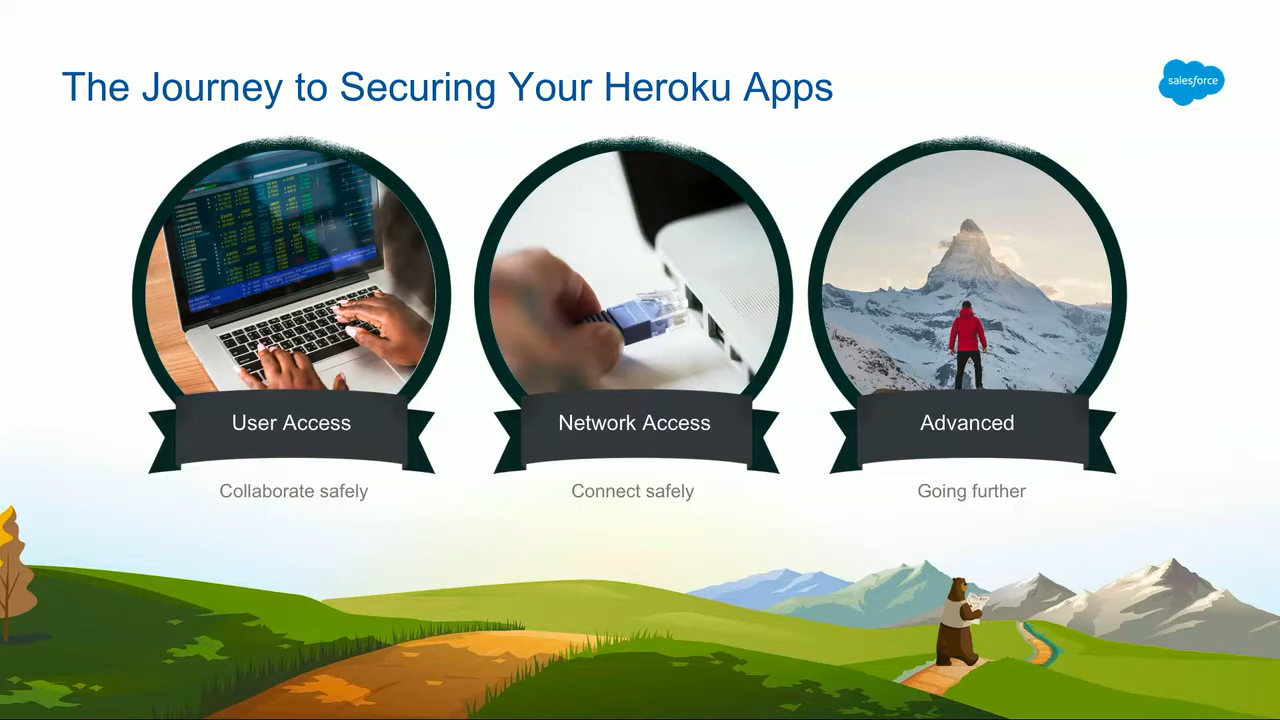 The Journey to Securing Your Heroku Apps
salesforce
User Access
Network Access
Advanced
Collaborate safely
Connect safely
Going further